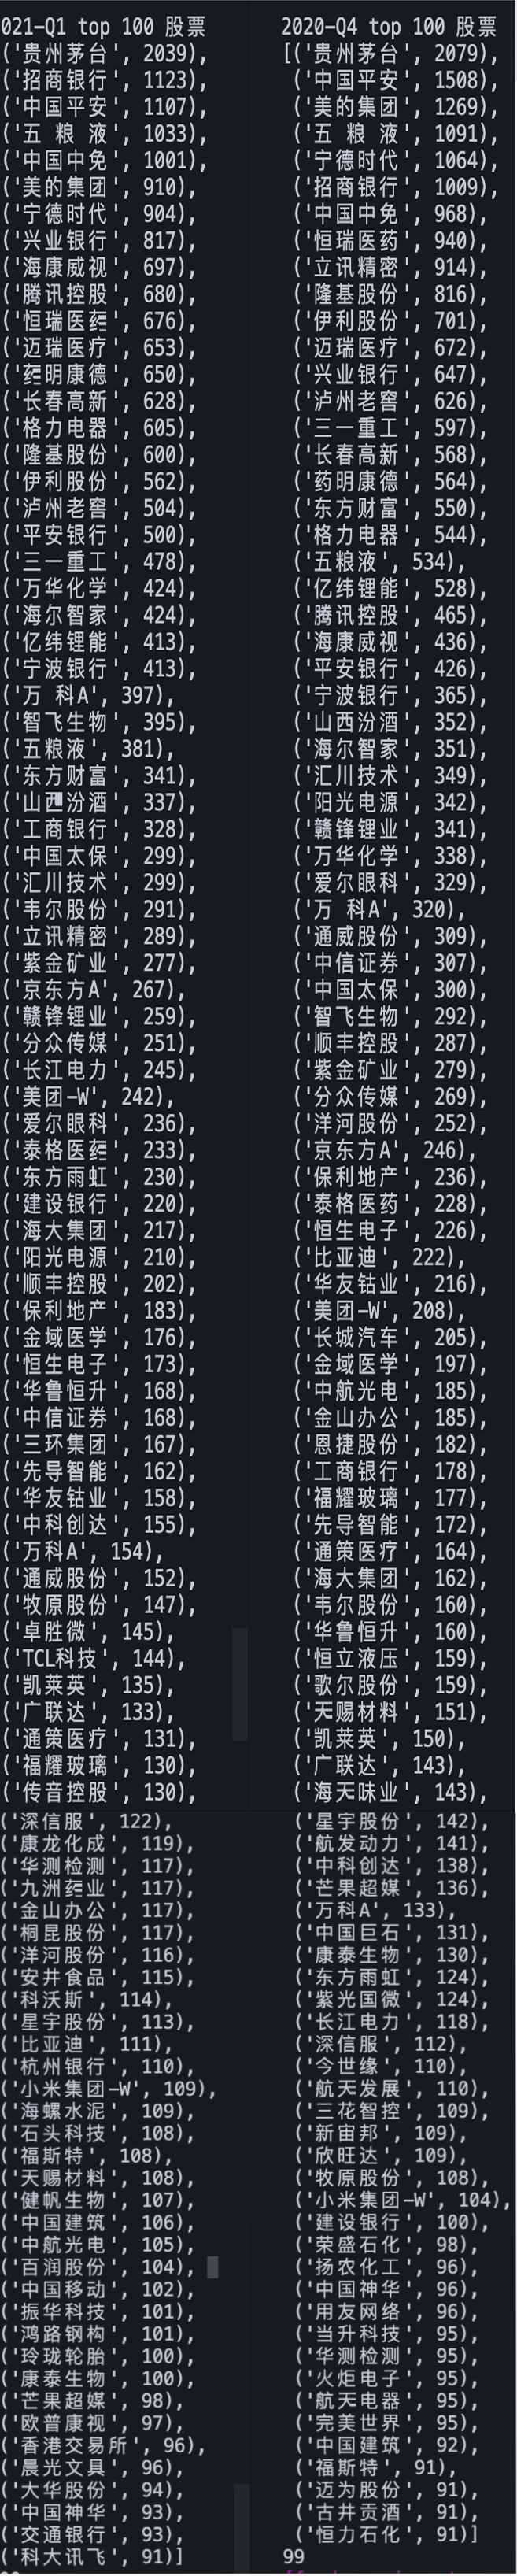 021-Q1 top 100 股票
('贵州茅台', 2039),
('招商银行', 1123),
('中国平安', 1107),
('五 粮 液', 1033),
('中国中免', 1001),
('美的集团', 910),
('宁德时代', 904),
('兴业银行', 817),
('海康威视', 697),
('腾讯控股', 680),
('恒瑞医药', 676),
('迈瑞医疗', 653),
('药明康德', 650),
('长春高新', 628),
('格力电器', 605),
('隆基股份', 600),
('伊利股份', 562),
('泸州老窖', 504),
('平安银行', 500),
('三一重工', 478),
('万华化学', 424),
('海尔智家', 424),
('亿纬锂能', 413),
('宁波银行', 413),
('万 科A', 397),
('智飞生物', 395),
('五粮液', 381),
('东方财富', 341),
('山西汾酒', 337),
('工商银行', 328),
('中国太保', 299),
('汇川技术', 299),
('韦尔股份', 291),
('立讯精密', 289),
('紫金矿业', 277),
('京东方A', 267),
('赣锋锂业', 259),
('分众传媒', 251),
('长江电力', 245),
('美团-W', 242),
('爱尔眼科', 236),
('泰格医药', 233),
('东方雨虹', 230),
('建设银行', 220),
('海大集团', 217),
('阳光电源', 210),
('顺丰控股', 202),
('保利地产', 183),
('金域医学', 176),
('恒生电子', 173),
('华鲁恒升', 168),
('中信证券', 168),
('三环集团', 167),
('先导智能', 162),
('华友钴业', 158),
('中科创达', 155),
('万科A', 154),
('通威股份', 152),
('牧原股份', 147),
('卓胜微', 145),
('TCL科技', 144),
('凯莱英', 135),
('广联达', 133),
('通策医疗', 131),
('福耀玻璃', 130),
('传音控股', 130),
('深信服', 122),
('康龙化成', 119),
('华测检测', 117),
('九洲药业', 117),
('金山办公', 117),
('桐昆股份', 117),
('洋河股份', 116),
('安井食品', 115),
('科沃斯', 114),
('星宇股份', 113),
('比亚迪', 111),
('杭州银行', 110),
('小米集团-W', 109),
('海螺水泥', 109),
('石头科技', 108),
('福斯特', 108),
('天赐材料', 108),
('健帆生物', 107),
('中国建筑', 106),
('中航光电', 105),
('百润股份', 104),
('中国移动', 102),
('振华科技', 101),
('鸿路钢构', 101),
('玲珑轮胎', 100),
('康泰生物', 100),
('芒果超媒', 98),
('欧普康视', 97),
('香港交易所', 96),
('晨光文具', 96),
('大华股份', 94),
('中国神华', 93),
('交通银行', 93),
('科大讯飞', 91)]
2020-Q4 top 100 股票
[('贵州茅台', 2079),
('中国平安', 1508),
('美的集团', 1269),
('五 粮 液', 1091),
('宁德时代', 1064),
('招商银行', 1009),
('中国中免', 968),
('恒瑞医药', 940),
('立讯精密', 914),
('隆基股份', 816),
('伊利股份', 701),
('迈瑞医疗', 672),
('兴业银行', 647),
('泸州老窖', 626),
('三一重工', 597),
('长春高新', 568),
('药明康德', 564),
('东方财富', 550),
('格力电器', 544),
('五粮液', 534),
('亿纬锂能', 528),
('腾讯控股', 465),
('海康威视', 436),
('平安银行', 426),
('宁波银行', 365),
('山西汾酒', 352),
('海尔智家', 351),
('汇川技术', 349),
('阳光电源', 342),
('赣锋锂业', 341),
('万华化学', 338),
('爱尔眼科', 329),
('万 科A', 320),
('通威股份', 309),
('中信证券', 307),
('中国太保', 300),
('智飞生物', 292),
('顺丰控股', 287),
('紫金矿业', 279),
('分众传媒', 269),
('洋河股份', 252),
('京东方A', 246),
('保利地产', 236),
('泰格医药', 228),
('恒生电子', 226),
('比亚迪', 222),
('华友钴业', 216),
('美团-W', 208),
('长城汽车', 205),
('金域医学', 197),
('中航光电', 185),
('金山办公', 185),
('恩捷股份', 182),
('工商银行', 178),
('福耀玻璃', 177),
('先导智能', 172),
('通策医疗', 164),
('海大集团', 162),
('韦尔股份', 160),
('华鲁恒升', 160),
('恒立液压', 159),
('歌尔股份', 159),
('天赐材料', 151),
('凯莱英', 150),
('广联达', 143),
('海天味业', 143),
('星宇股份', 142),
('航发动力', 141),
('中科创达', 138),
('芒果超媒', 136),
('万科A', 133),
('中国巨石', 131),
('康泰生物', 130),
('东方雨虹', 124),
('紫光国微', 124),
('长江电力', 118),
('深信服', 112),
('今世缘', 110),
('航天发展', 110),
('三花智控', 109),
('新宙邦', 109),
('欣旺达', 109),
('牧原股份', 108),
('小米集团-W', 104),
('建设银行', 100),
('荣盛石化', 98),
('扬农化工', 96),
('中国神华', 96),
('用友网络', 96),
('当升科技', 95),
('华测检测', 95),
('火炬电子', 95),
('航天电器', 95),
('完美世界', 95),
('中国建筑', 92),
('福斯特', 91),
('迈为股份', 91),
('古井贡酒', 91),
('恒力石化', 91)]
99